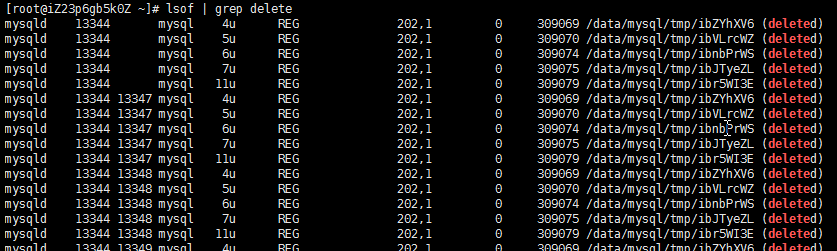 [root@iZ23p6gb5k0Z ~]# lsof | grep delete
mysqld 13344 mysql 4u REG 202,1 0 309069 /data/mysql/tmp/ibZYhXV6 (deleted)
mysqld 13344 mysql 5u REG 202,1 0 309070 /data/mysql/tmp/ibVLrcWZ (deleted)
mysqld 13344 mysql 6u REG 202,1 0 309074 /data/mysql/tmp/ibnbPrWS (deleted)
mysqld 13344 mysql 7u REG 202,1 0 309075 /data/mysql/tmp/ibJTyeZL (deleted)
mysqld 13344 mysql 11u REG 202,1 0 309079 /data/mysql/tmp/ibr5WI3E (deleted)
mysqld 13344 13347 mysql 4u REG 202,1 0 309069 /data/mysql/tmp/ibZYhXV6 (deleted)
mysqld 13344 13347 mysql 5u REG 202,1 0 309070 /data/mysql/tmp/ibVLrcWZ (deleted)
mysqld 13344 13347 mysql 6u REG 202,1 0 309074 /data/mysql/tmp/ibnbPrWS (deleted)
mysqld 13344 13347 mysql 7u REG 202,1 0 309075 /data/mysql/tmp/ibJTyeZL (deleted)
mysqld 13344 13347 mysql 11u REG 202,1 0 309079 /data/mysql/tmp/ibr5WI3E (deleted)
mysqld 13344 13348 mysql 4u REG 202,1 0 309069 /data/mysql/tmp/ibZYhXV6 (deleted)
mysqld 13344 13348 mysql 5u REG 202,1 0 309070 /data/mysql/tmp/ibVLrcWZ (deleted)
mysqld 13344 13348 mysql 6u REG 202,1 0 309074 /data/mysql/tmp/ibnbPrWS (deleted)
mysqld 13344 13348 mysql 7u REG 202,1 0 309075 /data/mysql/tmp/ibJTyeZL (deleted)
mysqld 13344 13348 mysql 11u REG 202,1 0 309079 /data/mysql/tmp/ibr5WI3E (deleted)
mysqld 13344 13349 mysql 4u REG 202,1 0 309069 /data/mysql/tmp/ibZYhXV6 (deleted)